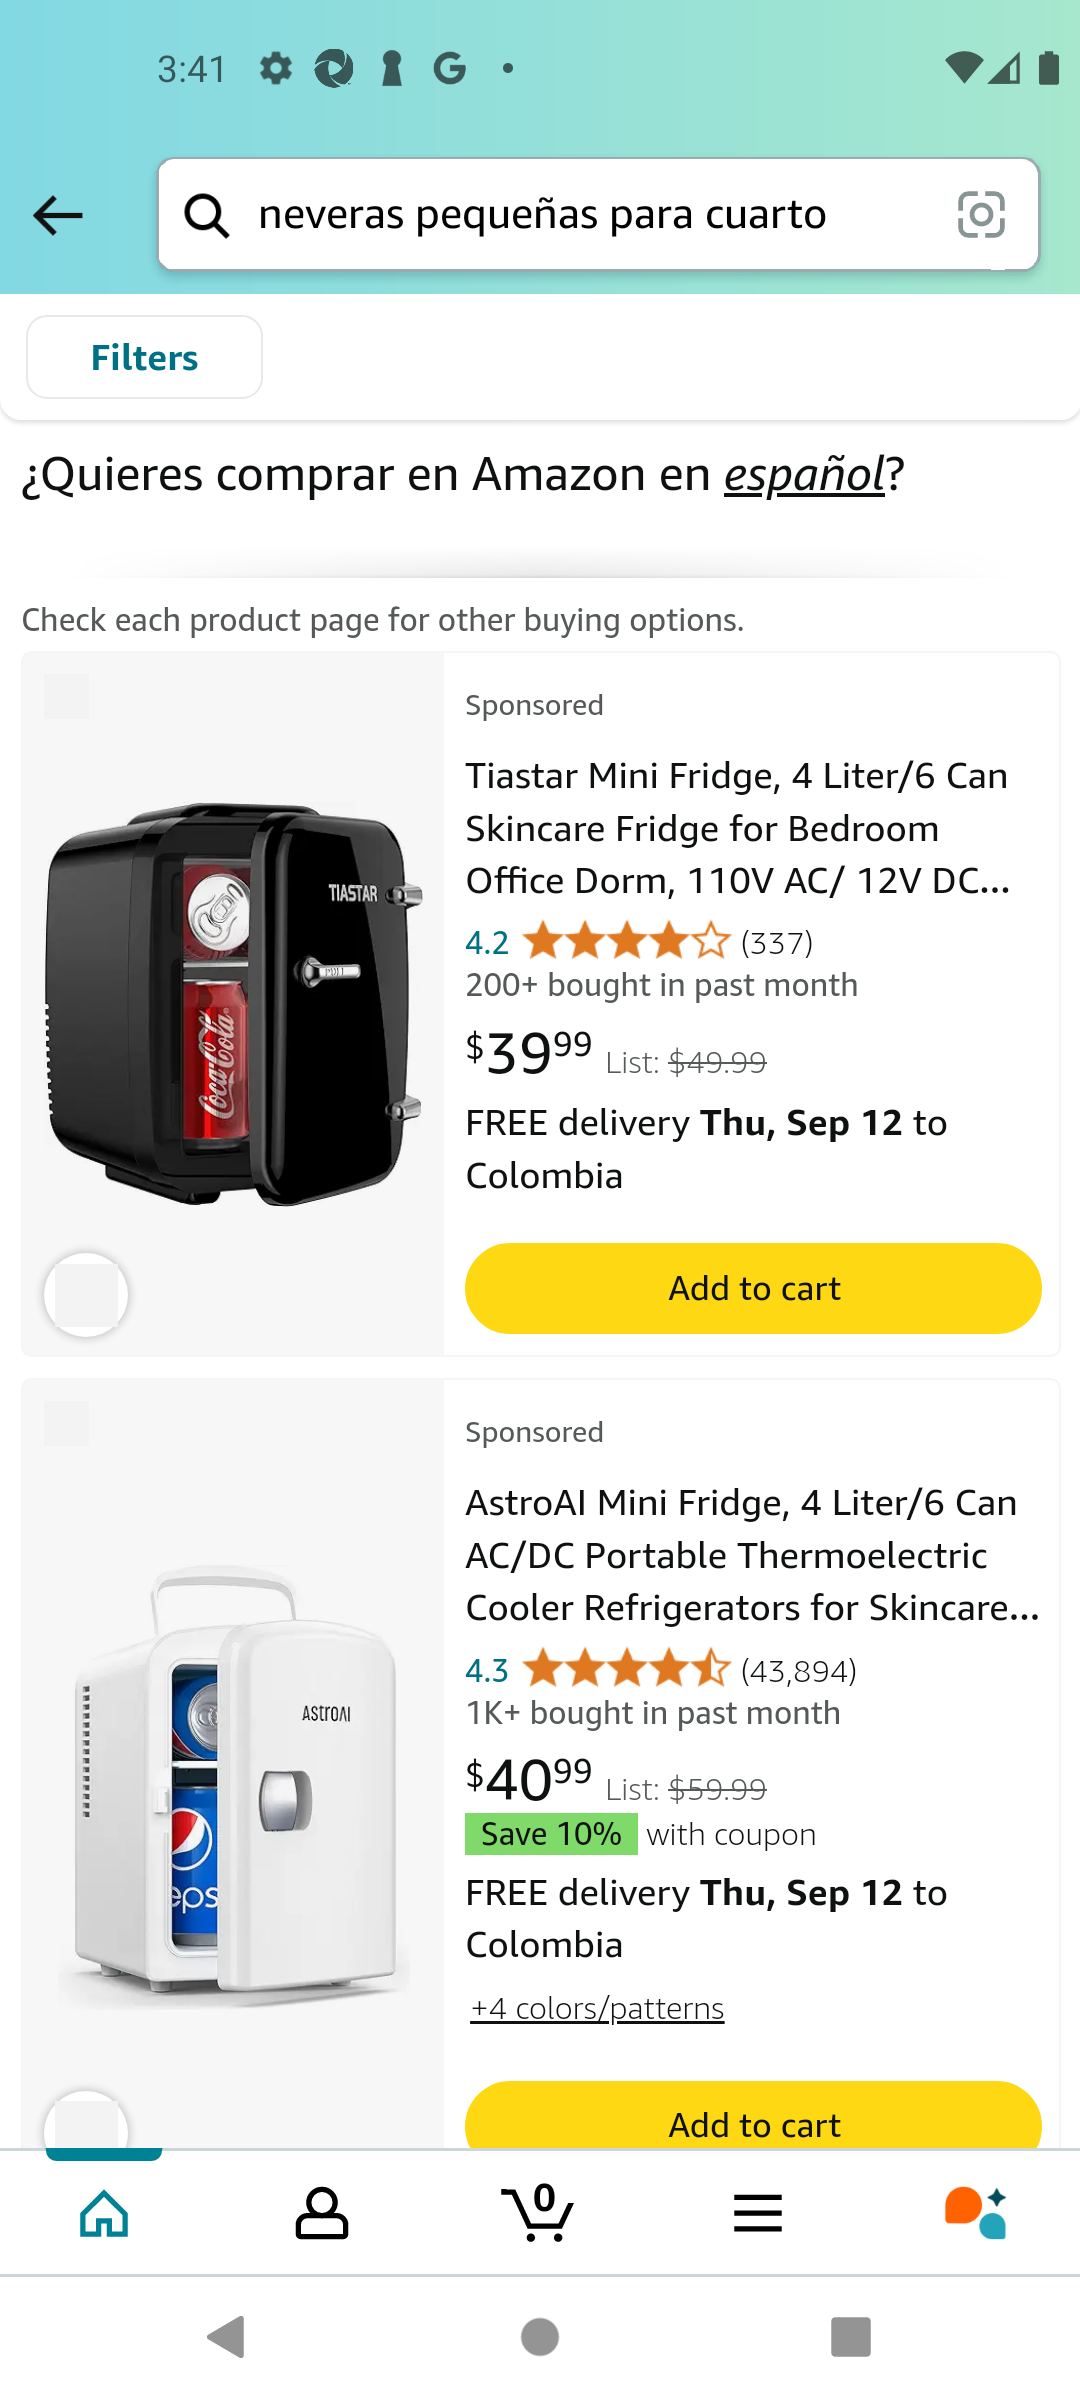 3:41
neveras pequeñas para cuarto
Filters
¿Quieres comprar en Amazon en español?
Check each product page for other buying options.
Sponsored
Tiastar Mini Fridge, 4 Liter/6 Can
Skincare Fridge for Bedroom
Office Dorm, 110V AC/ 12V DC...
4.2 (337)
200+ bought in past month
$39.99 List: $49.99
FREE delivery Thu, Sep 12 to
Colombia
Add to cart
TIASTAR
Coca-Cola
Sponsored
AstroAI Mini Fridge, 4 Liter/6 Can
AC/DC Portable Thermoelectric
Cooler Refrigerators for Skincare...
4.3 (43,894)
1K+ bought in past month
$40.99 List: $59.99
Save 10% with coupon
FREE delivery Thu, Sep 12 to
Colombia
+4 colors/patterns
Add to cart
ASTROAI
eps
0